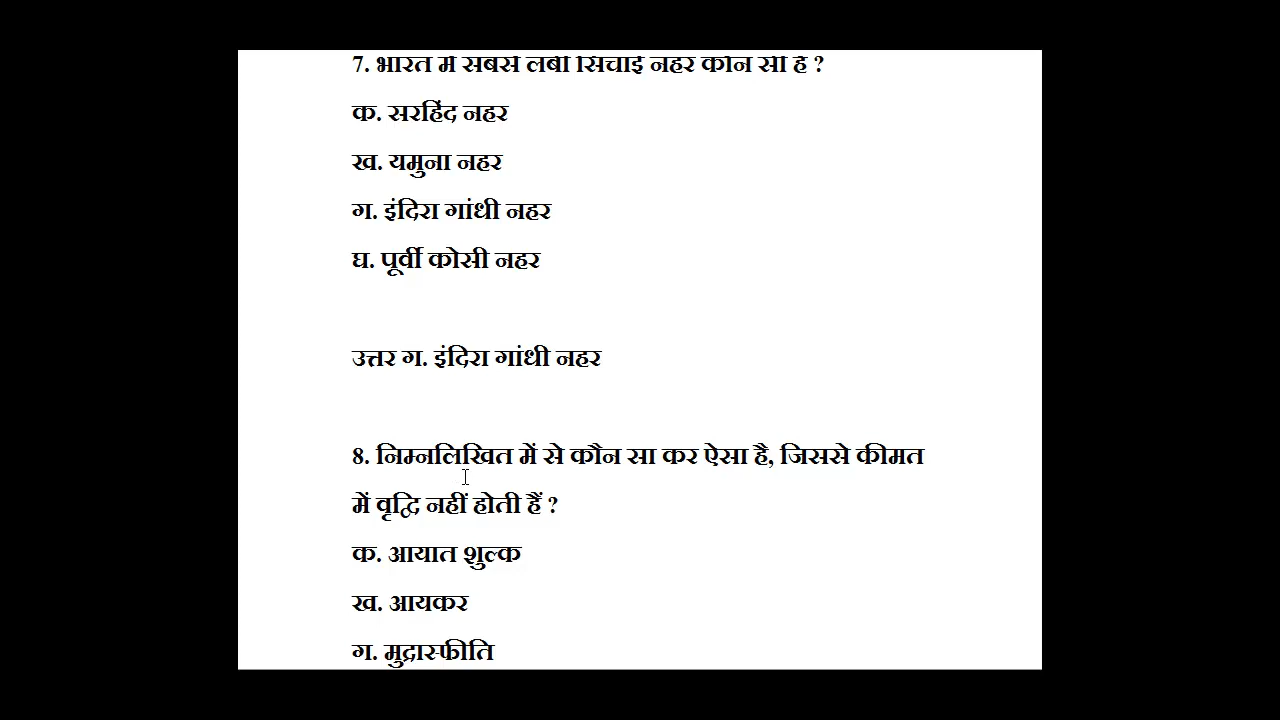 7. भारत में सबसे लंबी सिंचाई नहर कौन सी है ?
क. सरहिंद नहर
ख. यमुना नहर
ग. इंदिरा गांधी नहर
घ. पूर्वी कोसी नहर
उत्तर ग. इंदिरा गांधी नहर
8. निम्नलिखित में से कौन सा कर ऐसा है, जिससे कीमत
में वृद्वि नहीं होती हैं ?
क. आयात शुल्क
ख. आयकर
ग. मुद्रास्फीति